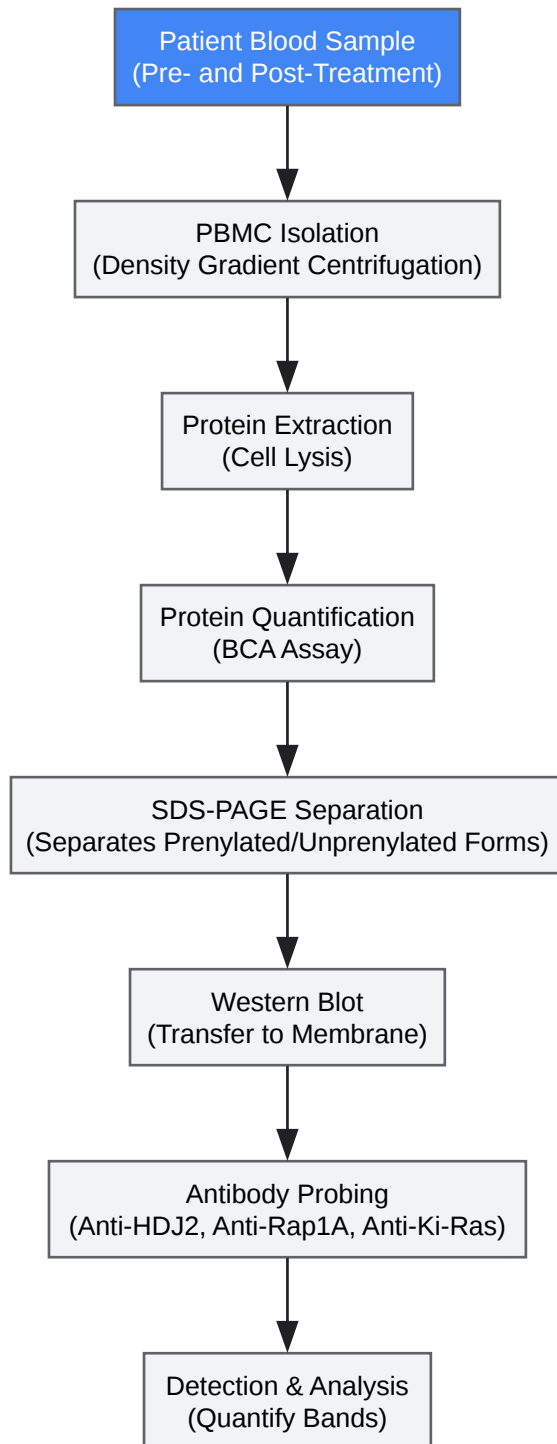 Patient Blood Sample
(Pre- and Post-Treatment)
PBMC Isolation
(Density Gradient Centrifugation)
Protein Extraction
(Cell Lysis)
Protein Quantification
(BCA Assay)
SDS-PAGE Separation
(Separates Prenylated/Unprenylated Forms)
Western Blot
(Transfer to Membrane)
Antibody Probing
(Anti-HDJ2, Anti-Rap1A, Anti-Ki-Ras)
Detection & Analysis
(Quantify Bands)